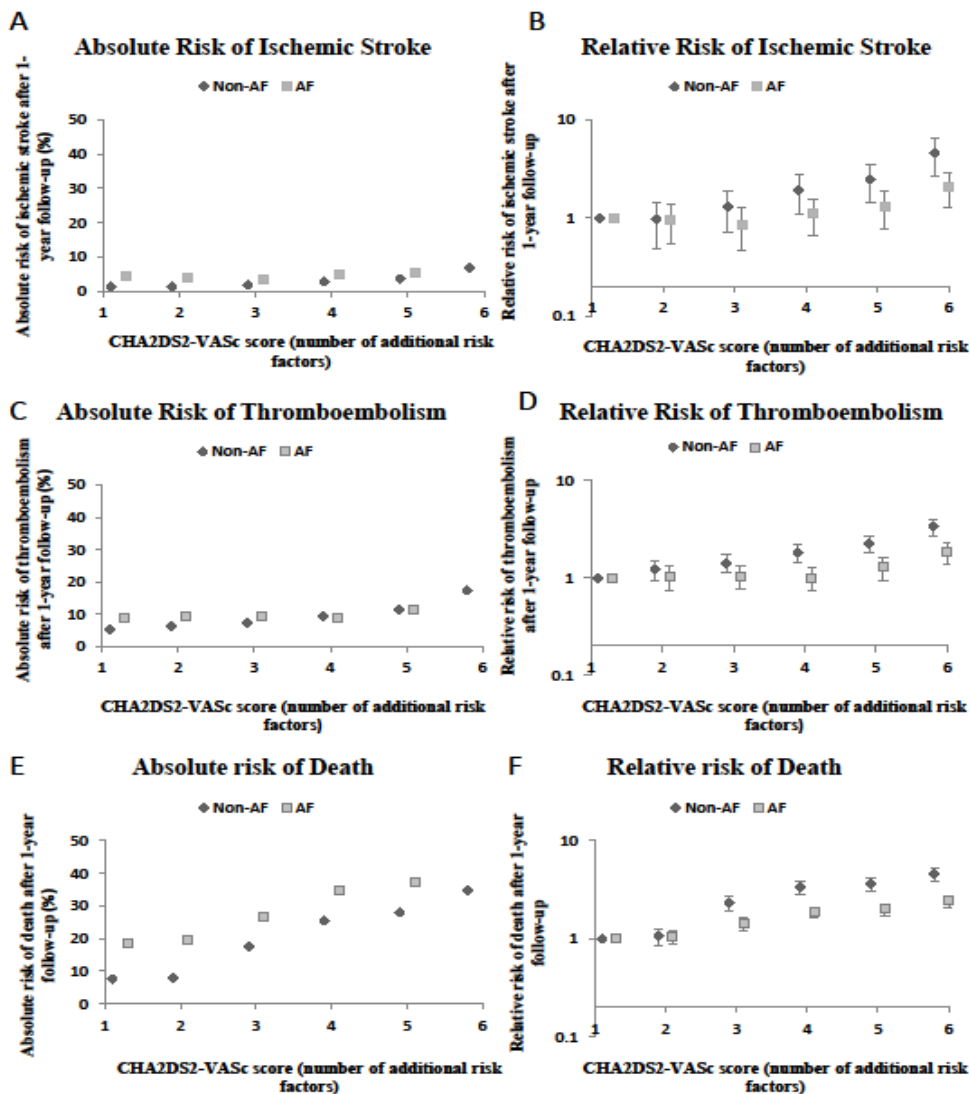 A
Absolute Risk of Ischemic Stroke
Non-AF AF
Absolute risk of ischemic stroke after 1-
year follow-up (%)
50
40
30
20
10
0
1 2 3 4 5 6
CHA2DS2-VASc score (number of additional risk
factors)
B
Relative Risk of Ischemic Stroke
Non-AF AF
Relative risk of ischemic stroke after
1-year follow-up
10
1
0.1
1 2 3 4 5 6
CHA2DS2-VASc score (number of additional risk
factors)
C
Absolute Risk of Thromboembolism
Non-AF AF
Absolute risk of thromboembolism
after 1-year follow-up (%)
50
40
30
20
10
0
1 2 3 4 5 6
CHA2DS2-VASc score (number of additional risk
factors)
D
Relative Risk of Thromboembolism
Non-AF AF
Relative risk of thromboembolism
after 1-year follow-up
10
1
0.1
1 2 3 4 5 6
CHA2DS2-VASc score (number of additional risk
factors)
E
Absolute risk of Death
Non-AF AF
Absolute risk of death after 1-year
follow-up (%)
50
40
30
20
10
0
1 2 3 4 5 6
CHA2DS2-VASc score (number of additional risk
factors)
F
Relative risk of Death
Non-AF AF
Relative risk of death after 1-year
follow-up
10
1
0.1
1 2 3 4 5 6
CHA2DS2-VASc score (number of additional risk
factors)